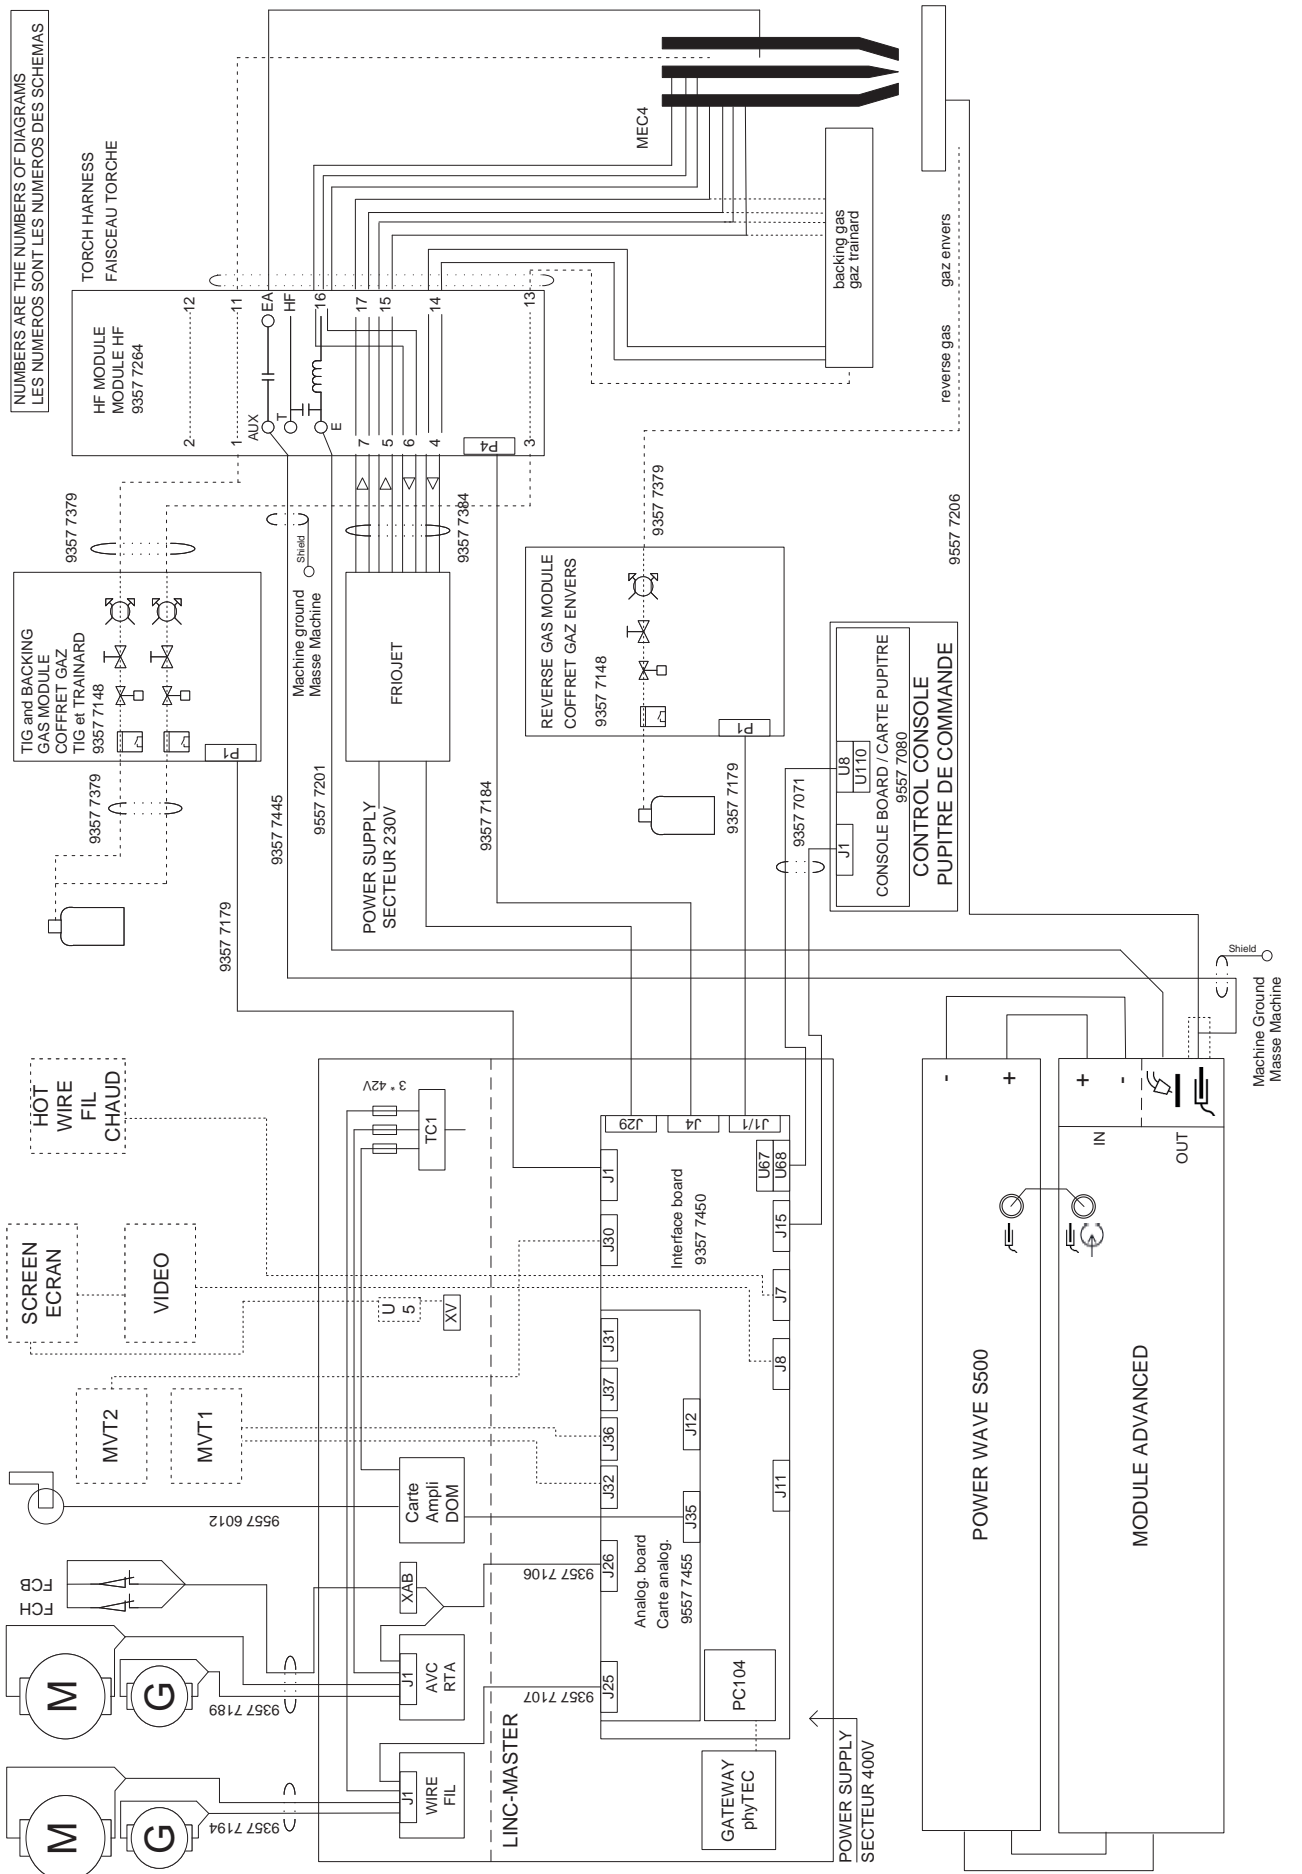 NUMBERS ARE THE NUMBERS OF DIAGRAMS
LES NUMEROS SONT LES NUMEROS DES SCHEMAS
TORCH HARNESS
FAISCEAU TORCHE
HF MODULE
MODULE HF
9357 7264
2
12
1
11
AUX
EA
T
HF
E
16
7
17
5
15
6
4
14
P4
3
13
MEC4
backing gas
gaz trainard
reverse gas
gaz envers
9357 7379
TIG and BACKING
GAS MODULE
COFFRET GAZ
TIG et TRAINARD
9357 7148
P1
9357 7379
9357 7179
9357 7445
9557 7201
Shield
Machine ground
Masse Machine
9357 7384
FRIOJET
POWER SUPPLY
SECTEUR 230V
9357 7184
REVERSE GAS MODULE
COFFRET GAZ ENVERS
9357 7148
P1
9357 7379
9357 7179
9357 7071
9557 7206
U8
U110
J1
CONSOLE BOARD / CARTE PUPITRE
9557 7080
CONTROL CONSOLE
PUPITRE DE COMMANDE
Shield
Machine Ground
Masse Machine
HOT
WIRE
FIL
CHAUD
SCREEN
ECRAN
VIDEO
MVT2
MVT1
9557 6012
FCB
FCH
M
G
9357 7189
M
G
9357 7194
3 * 42V
TC1
U
5
XV
Carte
Ampli
DOM
XAB
J1
AVC
RTA
J1
WIRE
FIL
LINC-MASTER
9357 7106
9357 7107
J29
J4
J1/1
J1
J30
J31
J37
J36
J32
J26
J25
U67
U68
J15
J7
J8
J11
J12
J35
Interface board
9357 7450
Analog. board
Carte analog.
9557 7455
PC104
GATEWAY
phyTEC
POWER SUPPLY
SECTEUR 400V
POWER WAVE S500
-
+
MODULE ADVANCED
+
-
IN
OUT